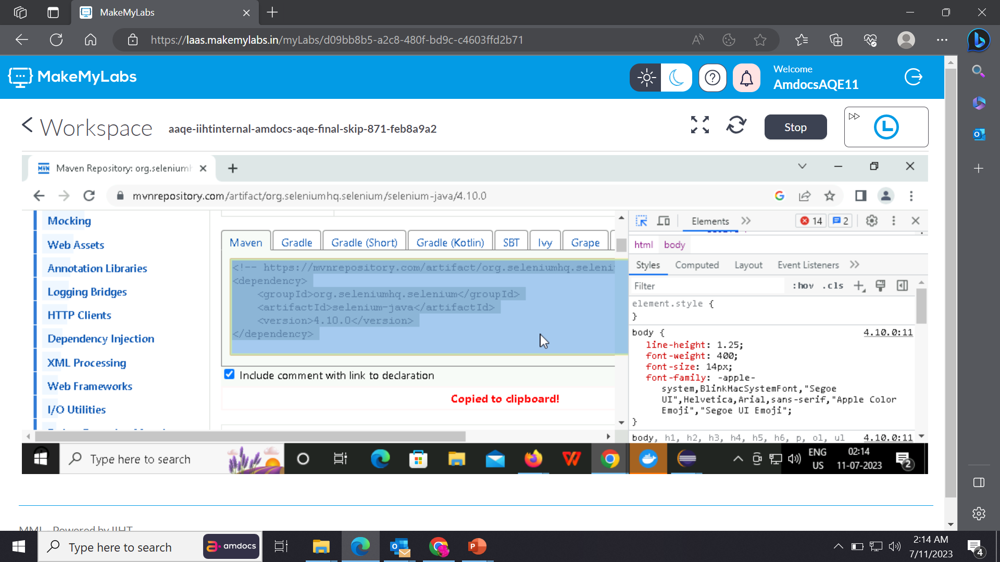 MakeMyLabs
https://laas.makemylabs.in/myLabs/d09bb8b5-a2c8-480f-bd9c-c4603ffd2b71
MakeMyLabs
Welcome
AmdocsAQE11
Workspace
aaqe-iihtinternal-amdocs-aqe-final-skip-871-feb8a9a2
Stop
Maven Repository: org.selenium
mvnrepository.com/artifact/org.seleniumhq.selenium/selenium-java/4.10.0
Mocking
Web Assets
Annotation Libraries
Logging Bridges
HTTP Clients
Dependency Injection
XML Processing
Web Frameworks
I/O Utilities
Maven
Gradle
Gradle (Short)
Gradle (Kotlin)
SBT
Ivy
Grape
<!-- https://mvnrepository.com/artifact/org.seleniumhq.seleni
<dependency>
    <groupId>org.seleniumhq.selenium</groupId>
    <artifactId>selenium-java</artifactId>
    <version>4.10.0</version>
</dependency>
Include comment with link to declaration
Copied to clipboard!
Elements
14
2
html
body
Styles
Computed
Layout
Event Listeners
Filter
:hov
.cls
element.style {
}
body {
4.10.0:11
line-height: 1.25;
font-weight: 400;
font-size: 14px;
font-family: -apple-
system,BlinkMacSystemFont,"Segoe
UI",Helvetica,Arial,sans-serif,"Apple Color
Emoji","Segoe UI Emoji";
}
body, h1, h2, h3, h4, h5, h6, p, ol, ul
4.10.0:11
Type here to search
ENG
US
02:14
11-07-2023
2
MML - Powered by IIHT
Type here to search
amdocs
2:14 AM
7/11/2023
4